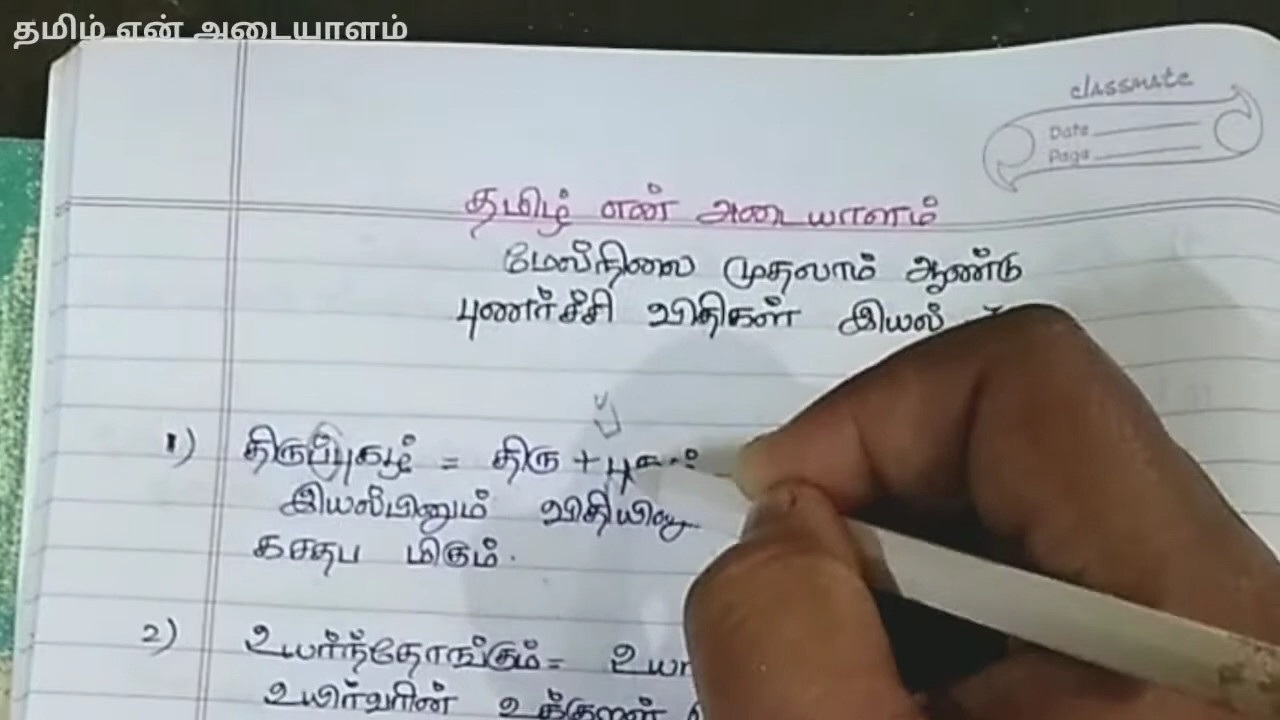 தமிழ் என் அடையாளம்
classmate
Date
Page
தமிழ் என் அடையாளம்
மேல்நிலை முதலாம் ஆண்டு
புணர்ச்சி விதிகள் இயல்
ப்
1) திருப்புகழ் = திரு + புகழ்
இயல்பினும்
கசதப மிகும்.
2) உயர்ந்தோங்கும் =
உயிர்வரின் உக்குறள்